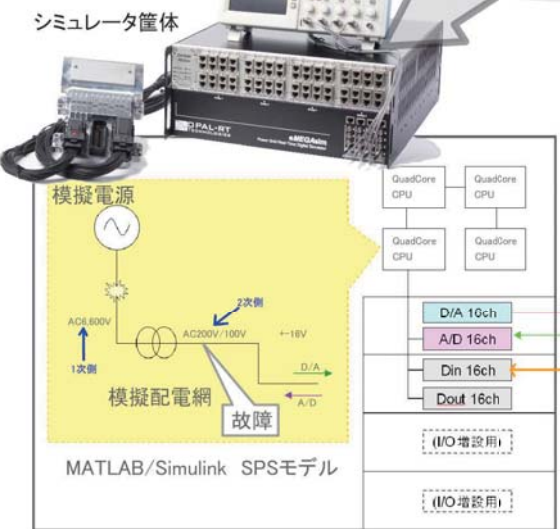 シミュレータ筐体
OPAL-RT
TECHNOLOGIES
eMEGAsim
模擬電源
AC6,600V
1次側
2次側
AC200V/100V
←16V
D/A
A/D
模擬配電網
故障
MATLAB/Simulink SPSモデル
QuadCore
CPU
QuadCore
CPU
QuadCore
CPU
QuadCore
CPU
D/A 16ch
A/D 16ch
Din 16ch
Dout 16ch
(I/O増設用)
(I/O増設用)